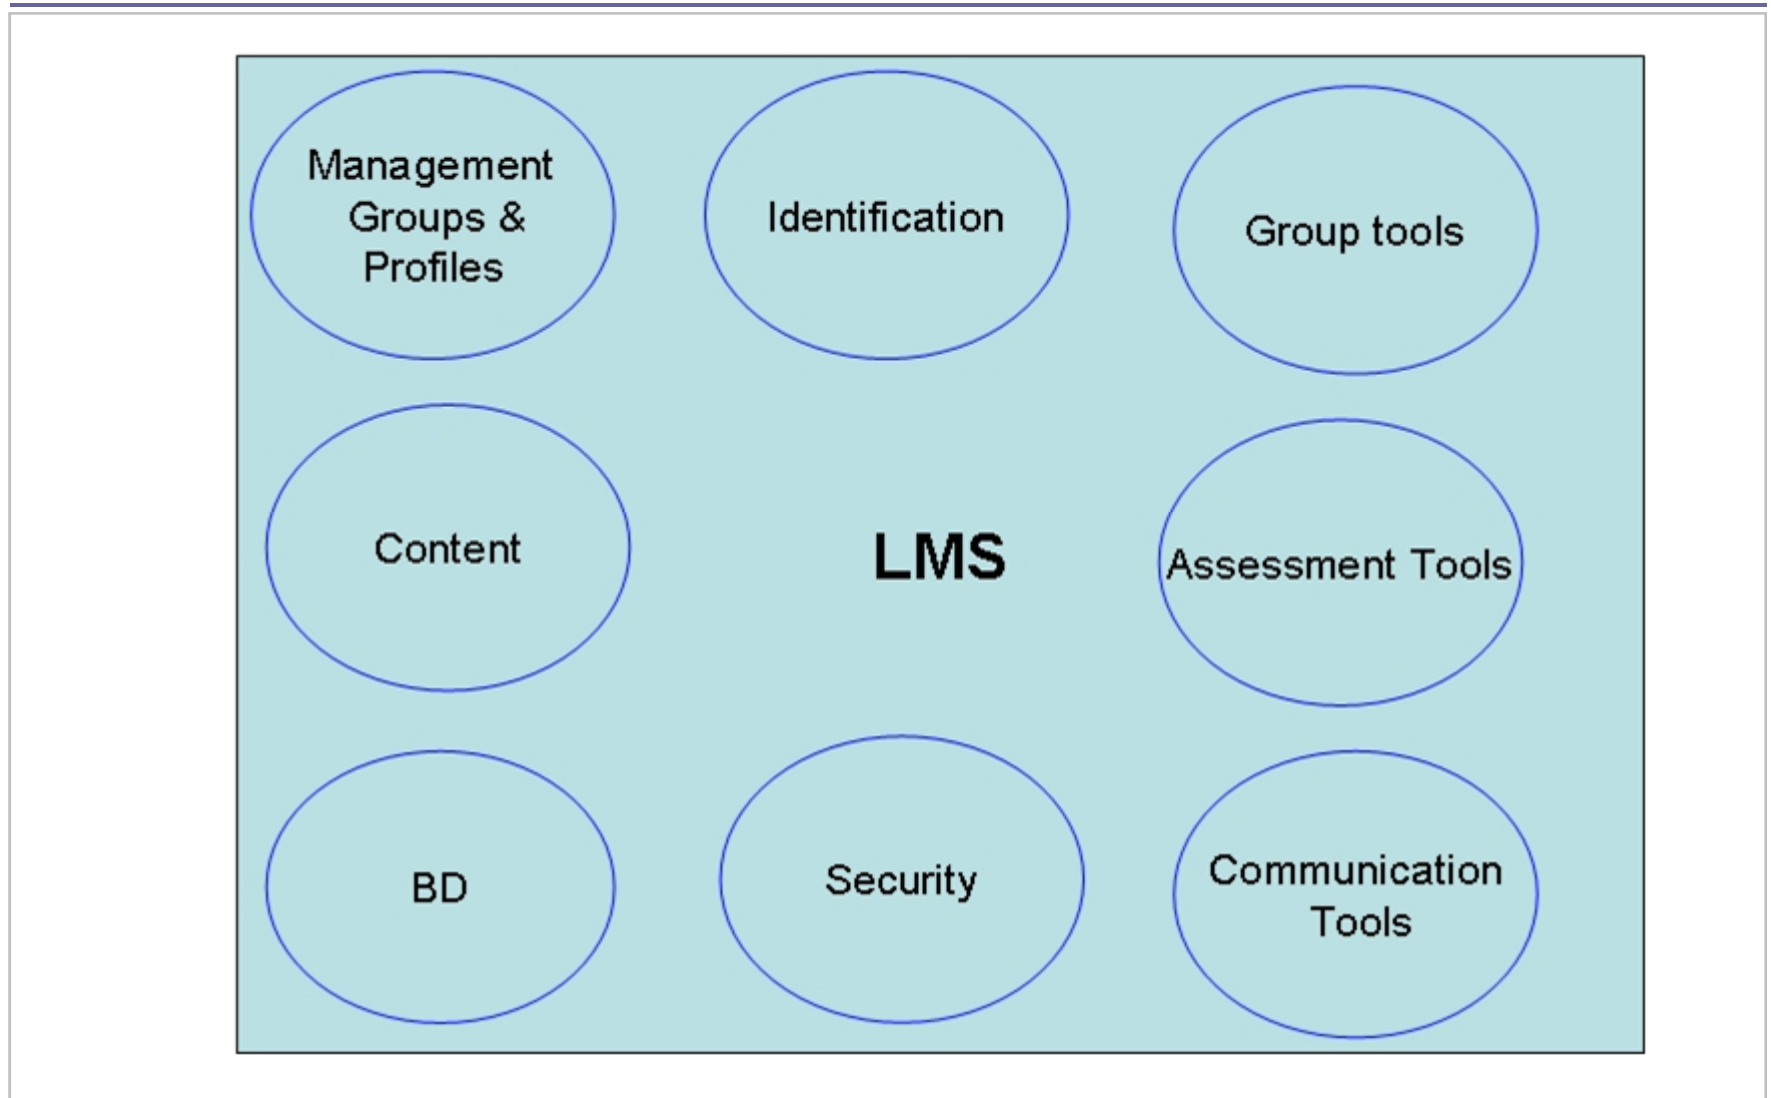 Management
Groups &
Profiles
Identification
Group tools
Content
LMS
Assessment Tools
BD
Security
Communication
Tools